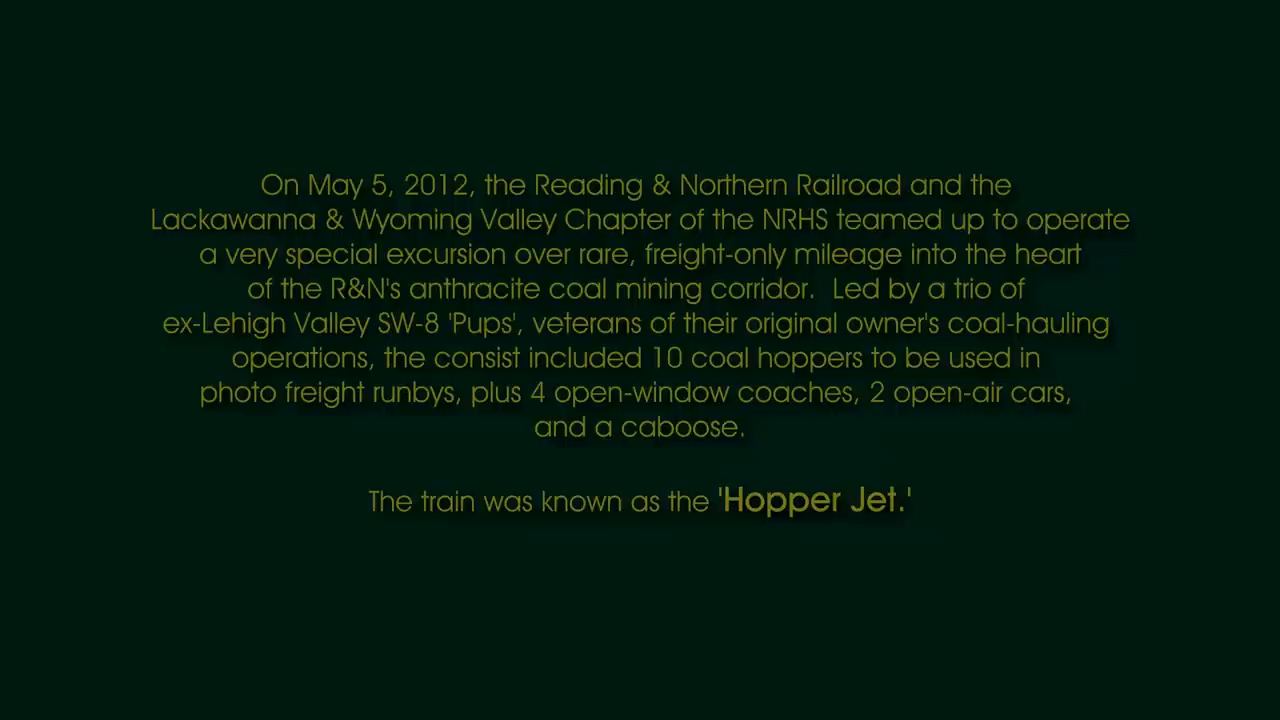 On May 5, 2012, the Reading & Northern Railroad and the
Lackawanna & Wyoming Valley Chapter of the NRHS teamed up to operate
a very special excursion over rare, freight-only mileage into the heart
of the R&N's anthracite coal mining corridor.  Led by a trio of
ex-Lehigh Valley SW-8 'Pups', veterans of their original owner's coal-hauling
operations, the consist included 10 coal hoppers to be used in
photo freight runbys, plus 4 open-window coaches, 2 open-air cars,
and a caboose.
The train was known as the 'Hopper Jet.'